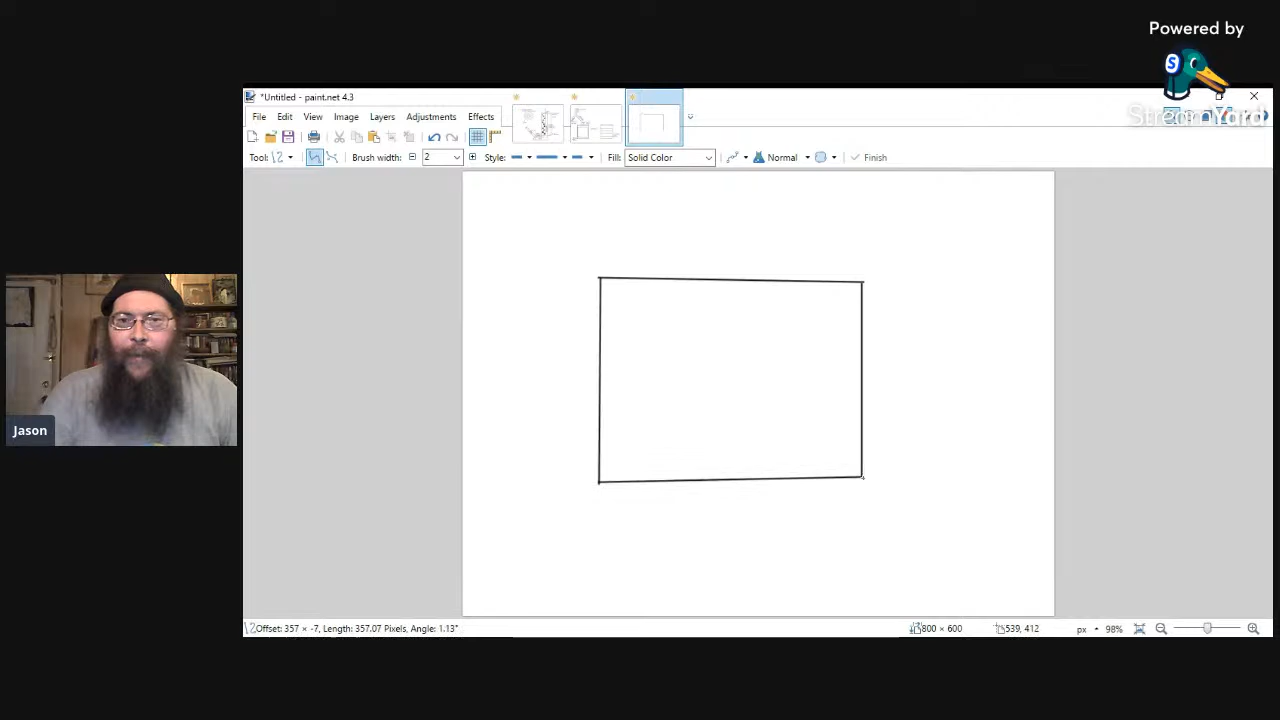 Powered by
StreamYard
*Untitled - paint.net 4.3
File Edit View Image Layers Adjustments Effects
Tool: Brush width: 2 Style: Fill: Solid Color Normal Finish
Jason
Offset: 357 × -7, Length: 357.07 Pixels, Angle: 1.13° 800 × 600 539, 412 px 98%